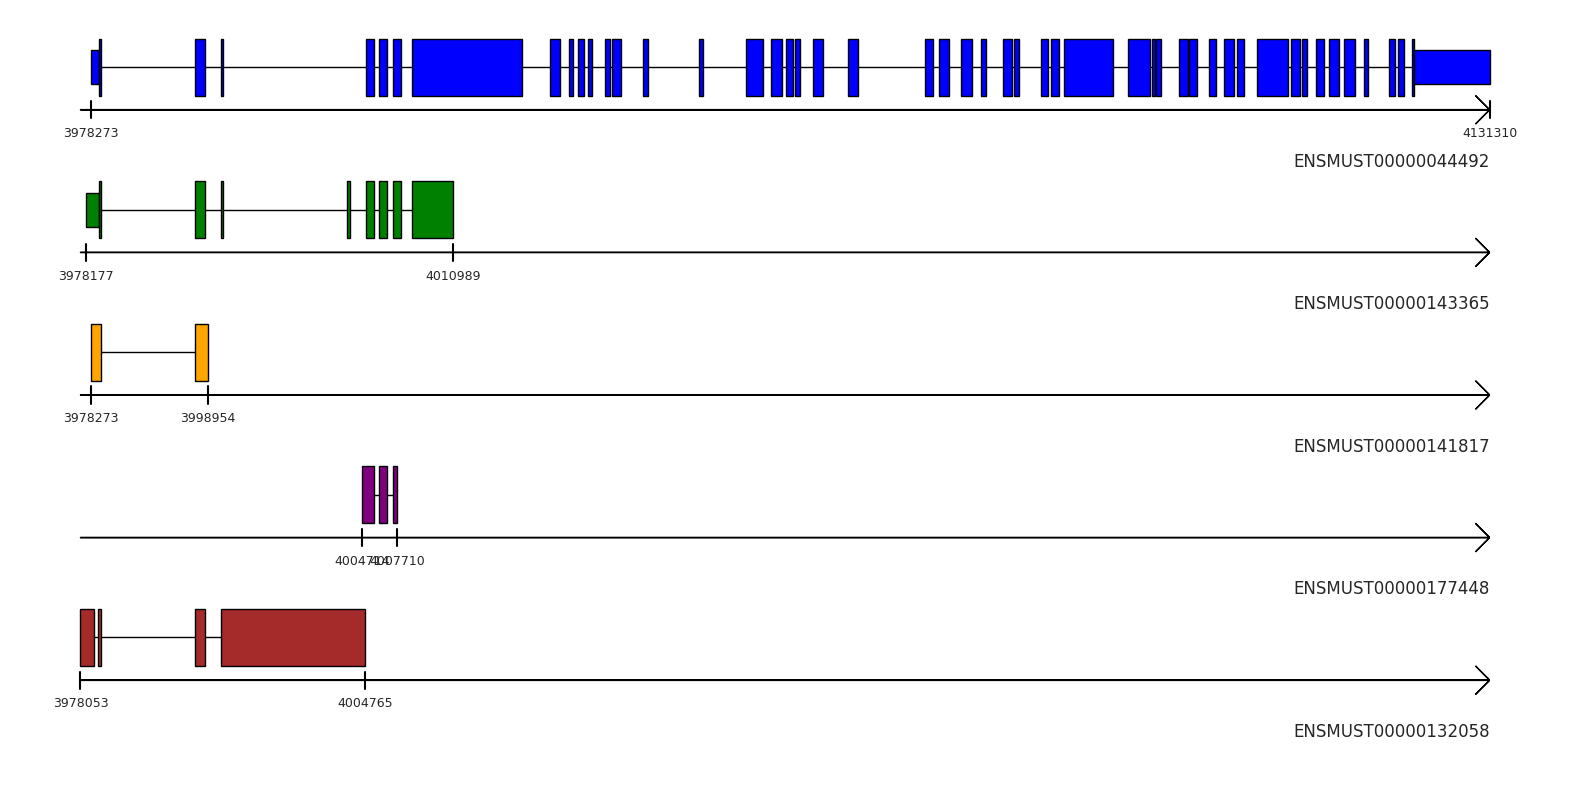 3978273 4131310
ENSMUST00000044492
3978177 4010989
ENSMUST00000143365
3978273 3998954
ENSMUST00000141817
4007710
ENSMUST00000177448
3978053 4004765
ENSMUST00000132058